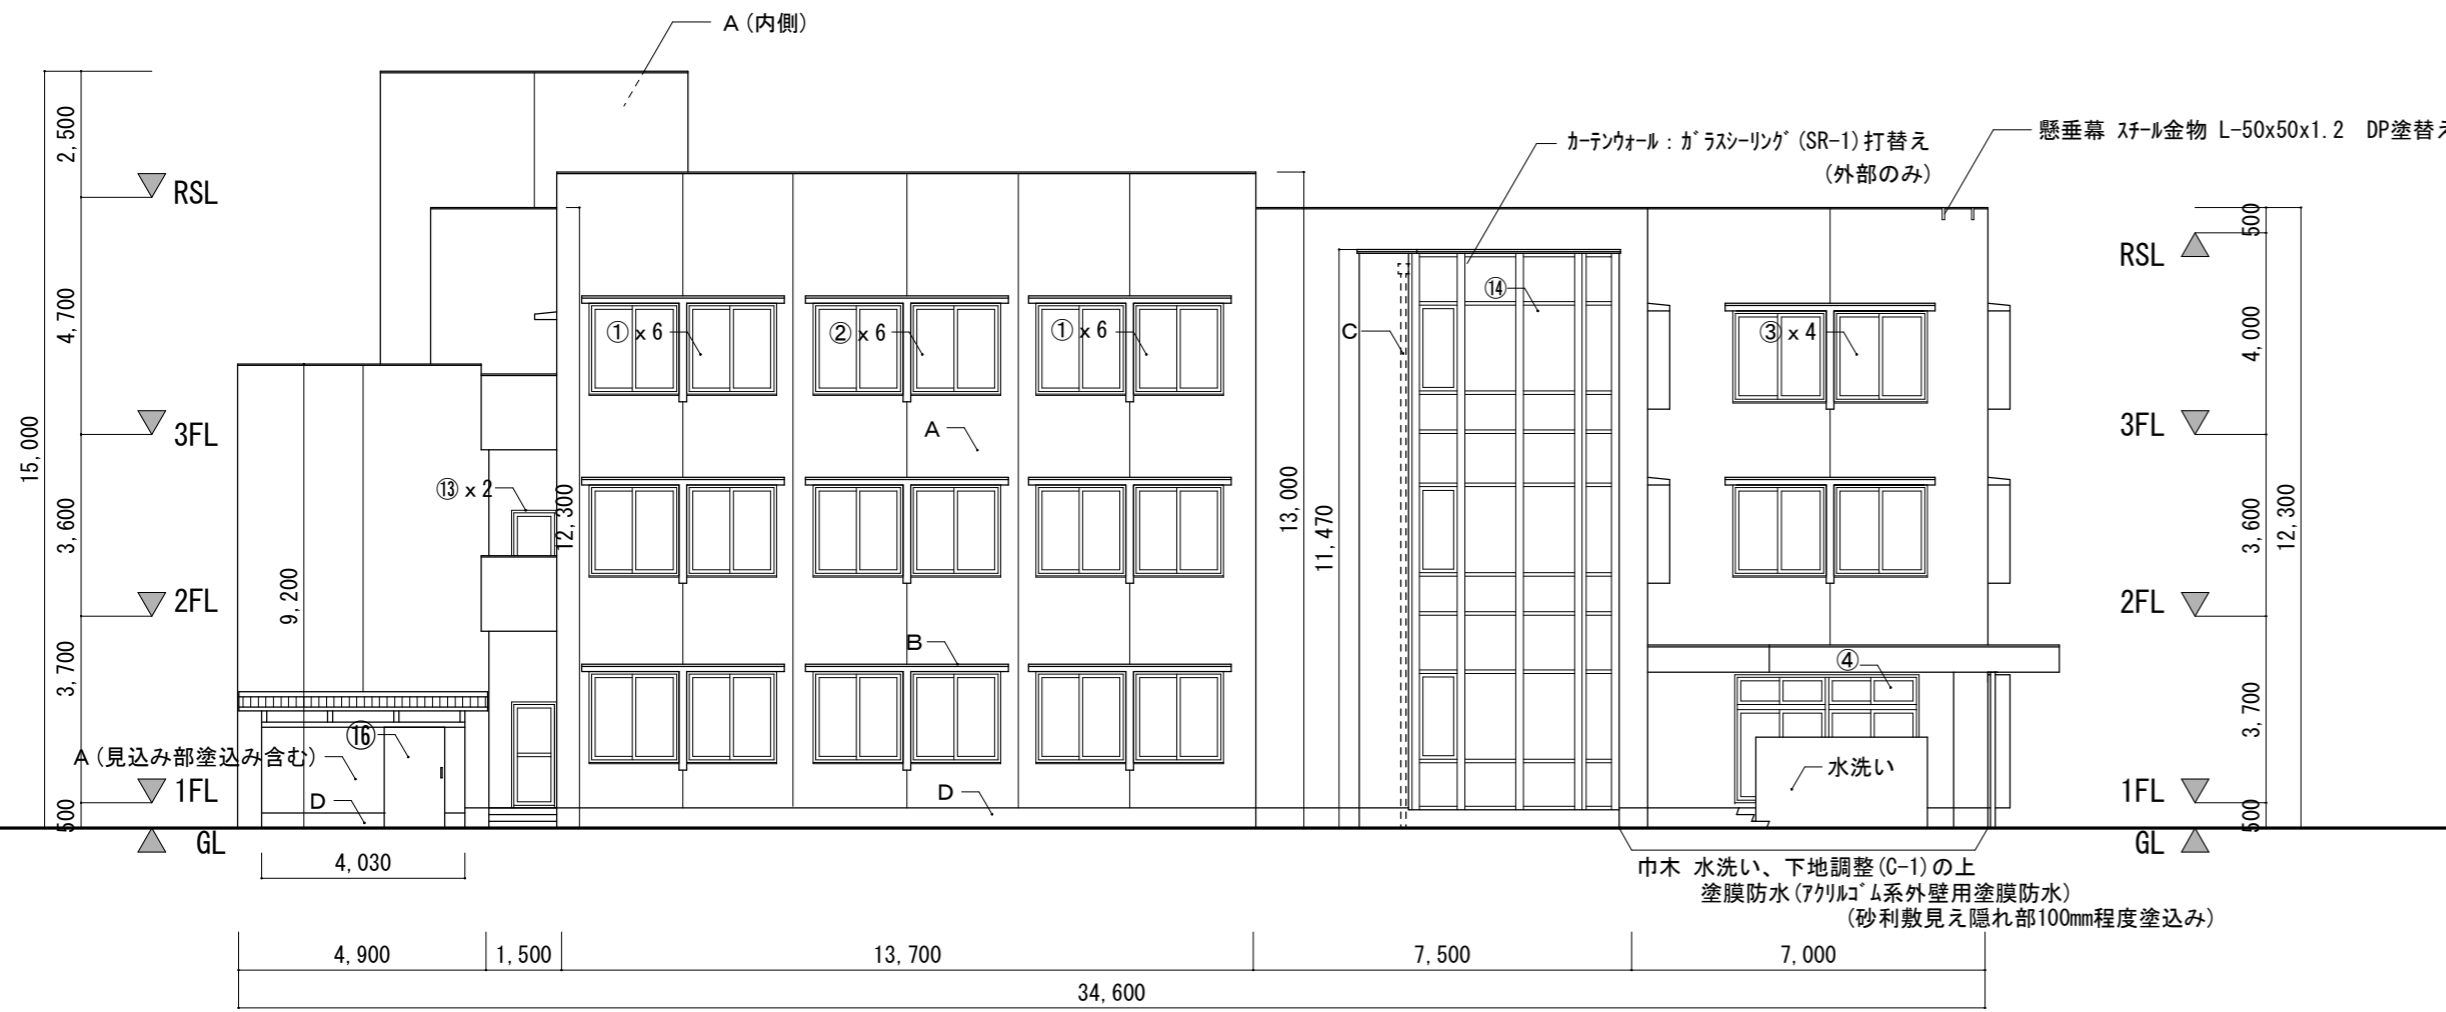 A (内側)
カーテンウォール : ガラスシーリング (SR-1) 打替え
(外部のみ)
懸垂幕 スチール金物 L-50x50x1.2 DP塗替え
2,500
4,700
3,600
3,700
500
15,000
RSL
3FL
2FL
1FL
GL
9,200
12,300
13,000
11,470
① x 6
② x 6
① x 6
⑭
③ x 4
C
A
⑬ x 2
B
④
⑯
A (見込み部塗込み含む)
D
D
水洗い
500
4,000
3,600
3,700
500
12,300
RSL
3FL
2FL
1FL
GL
巾木 水洗い、下地調整(C-1)の上
塗膜防水(アクリルゴム系外壁用塗膜防水)
(砂利敷見え隠れ部100mm程度塗込み)
4,030
4,900
1,500
13,700
7,500
7,000
34,600